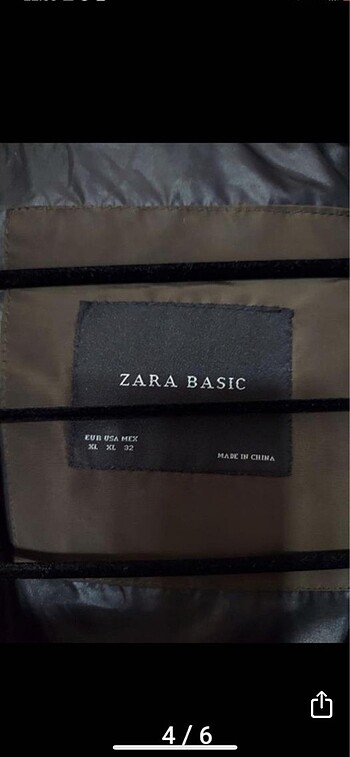 ZARA BASIC
EUR USA MEX
XL XL 32
MADE IN CHINA
4 / 6